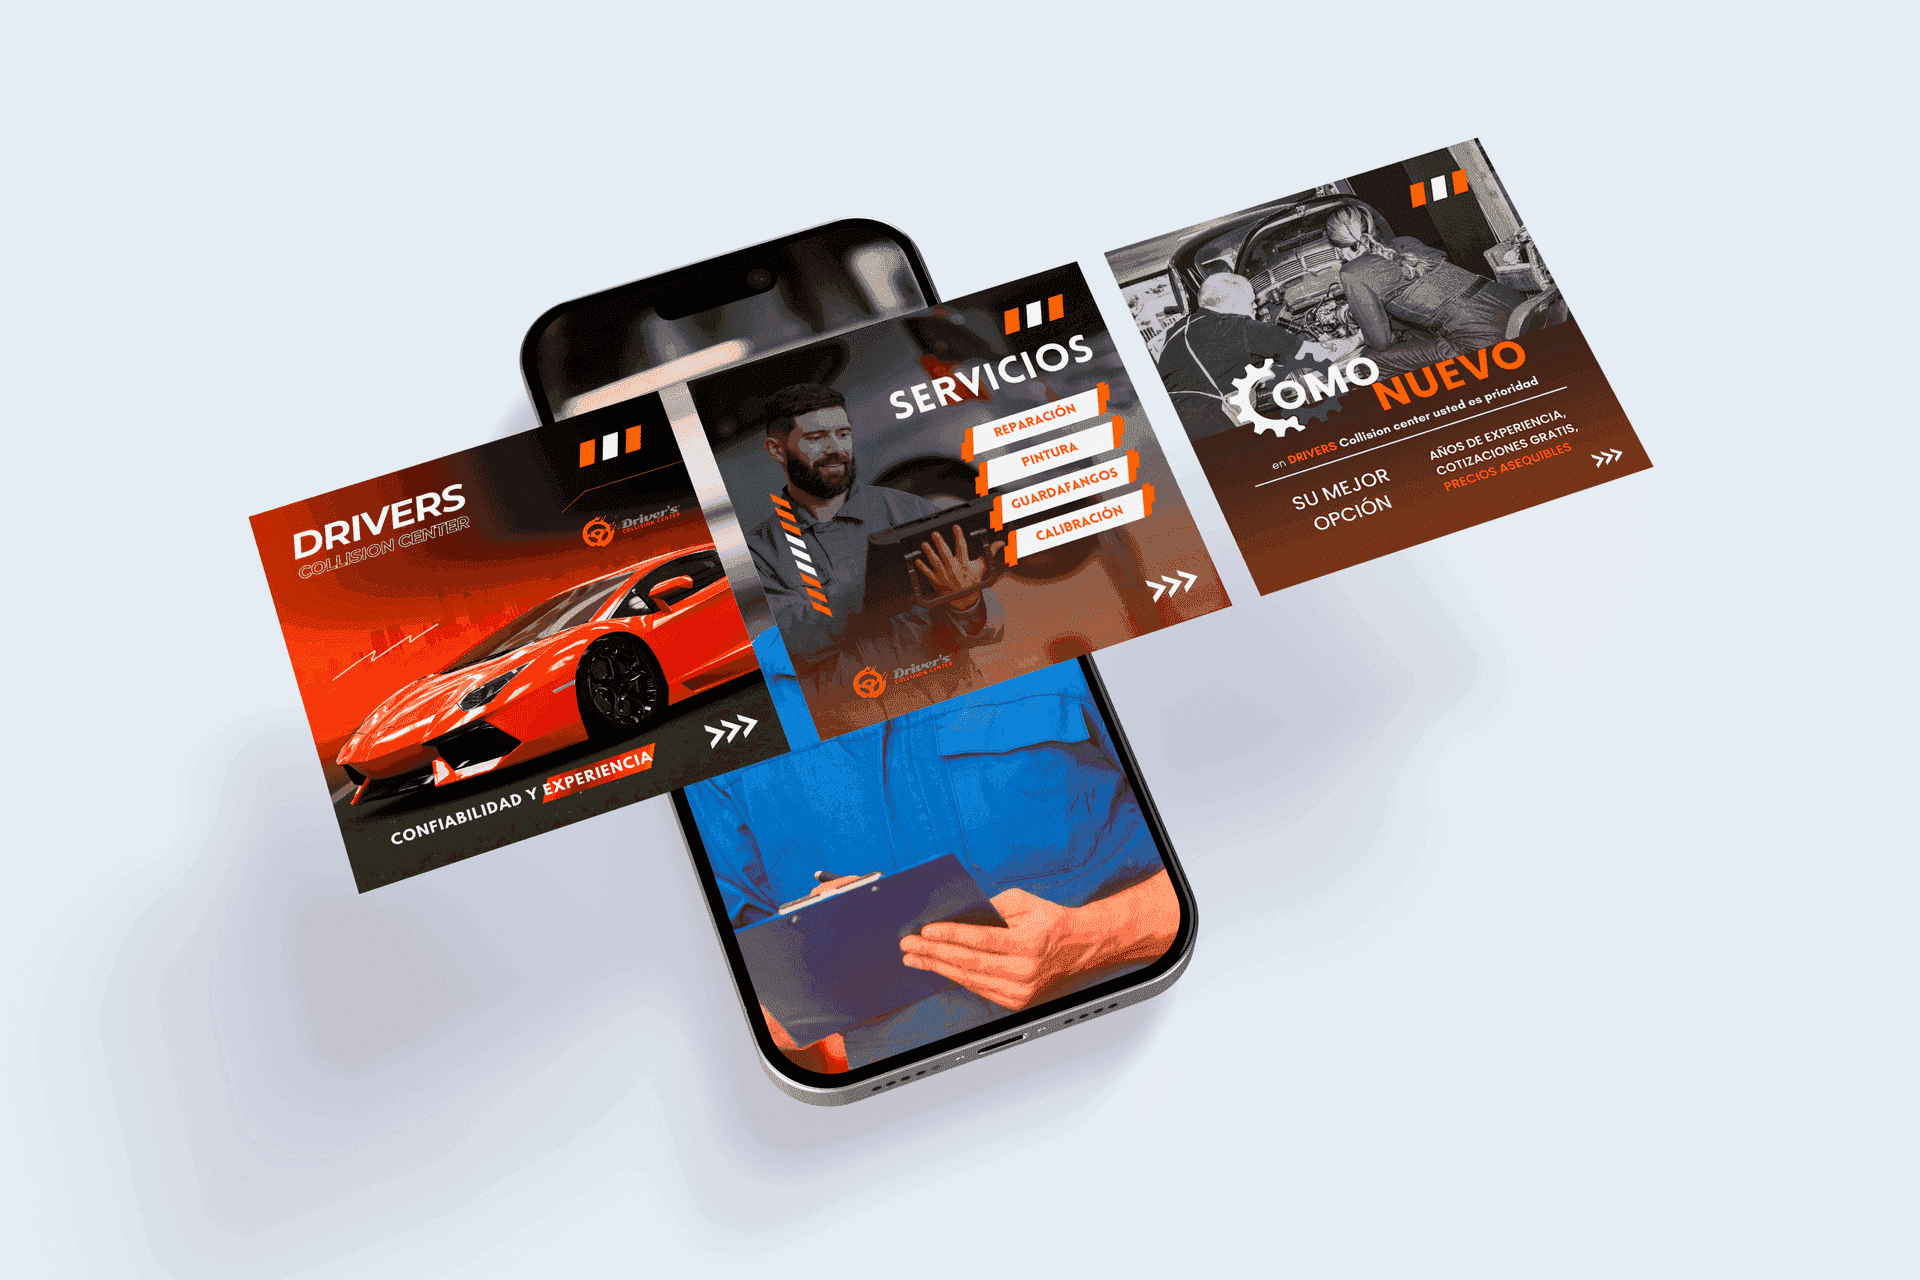 DRIVERS
COLLISION CENTER
Driver's
COLLISION CENTER
CONFIABILIDAD Y EXPERIENCIA
SERVICIOS
REPARACIÓN
PINTURA
GUARDAFANGOS
CALIBRACIÓN
Driver's
COLLISION CENTER
COMO
NUEVO
en DRIVERS Collision center usted es prioridad
SU MEJOR
OPCIÓN
AÑOS DE EXPERIENCIA,
COTIZACIONES GRATIS,
PRECIOS ASEQUIBLES